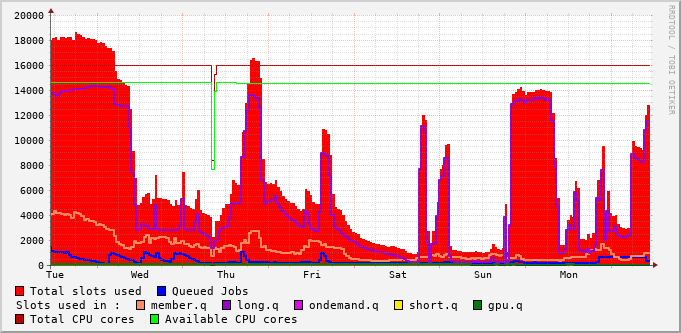 20000
18000
16000
14000
12000
10000
8000
6000
4000
2000
0
Tue Wed Thu Fri Sat Sun Mon
RRDTOOL / TOBI OETIKER
Total slots used Queued Jobs
Slots used in : member.q long.q ondemand.q short.q gpu.q
Total CPU cores Available CPU cores